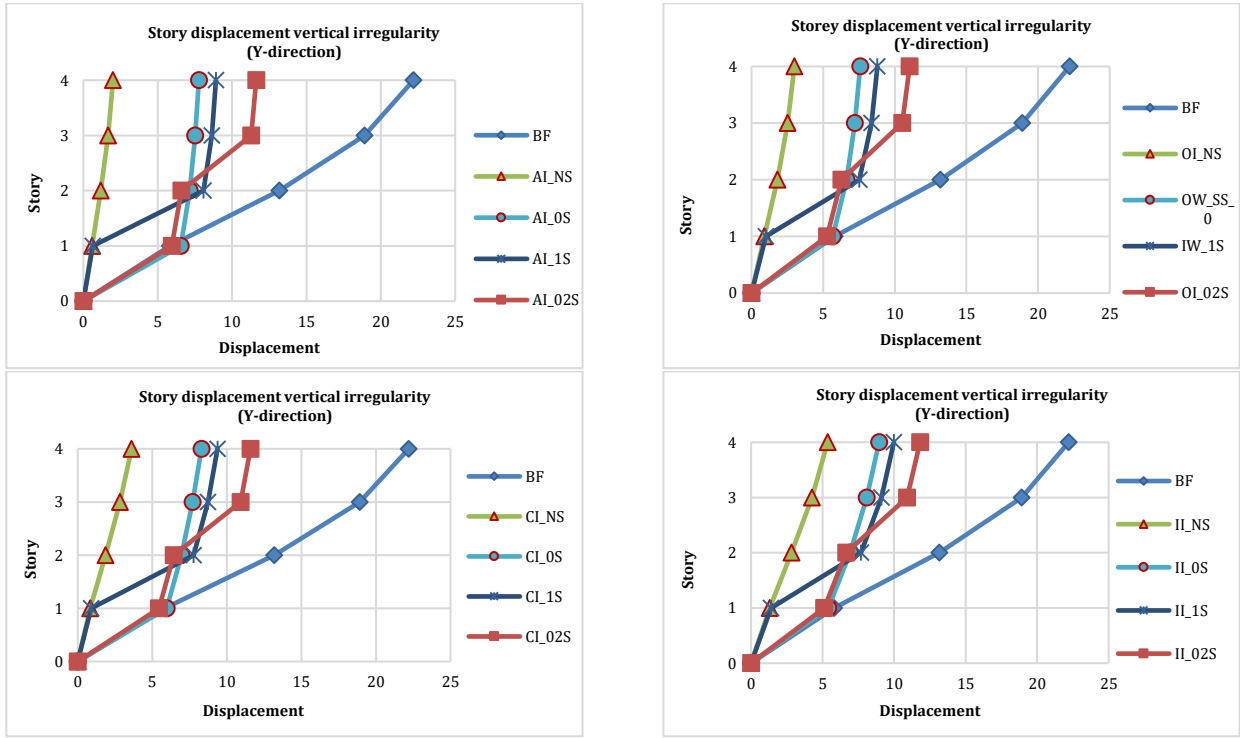 Story displacement vertical irregularity
(Y-direction)
4
3
2
1
0
Story
0 5 10 15 20 25
Displacement
BF
AI_NS
AI_0S
AI_1S
AI_02S
Storey displacement vertical irregularity
(Y-direction)
4
3
2
1
0
Story
0 5 10 15 20 25
Displacement
BF
OI_NS
OW_SS_
0
IW_1S
OI_02S
Story displacement vertical irregularity
(Y-direction)
4
3
2
1
0
Story
0 5 10 15 20 25
Displacement
BF
CI_NS
CI_0S
CI_1S
CI_02S
Story displacement vertical irregularity
(Y-direction)
4
3
2
1
0
Story
0 5 10 15 20 25
Displacement
BF
II_NS
II_0S
II_1S
II_02S